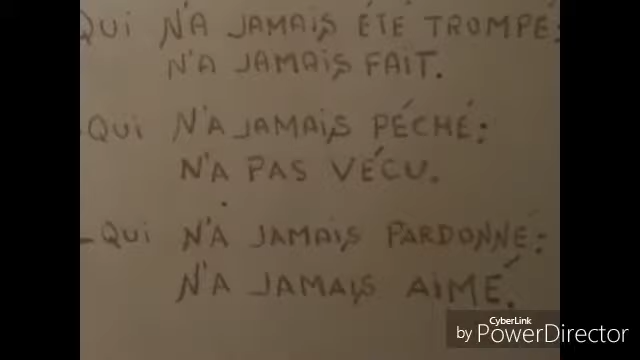 Qui N'A JAMAIS ÉTÉ TROMPÉ:
N'A JAMAIS FAIT.
-Qui N'A JAMAIS PÉCHÉ:
N'A PAS VÉCU.
-Qui N'A JAMAIS PARDONNÉ:
N'A JAMAIS AIMÉ.
CyberLink
by PowerDirector